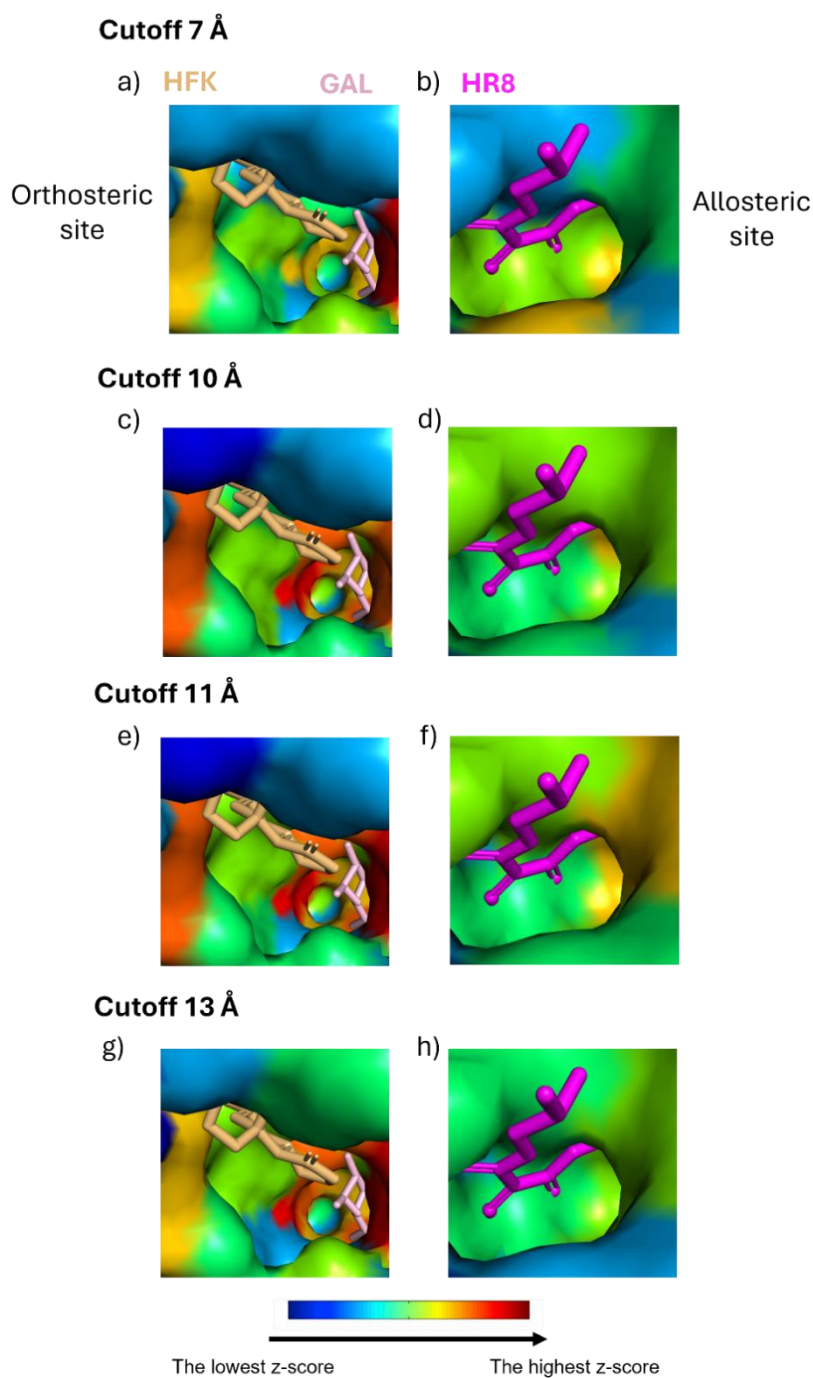 Cutoff 7 Å
a) HFK GAL b) HR8
Orthosteric
site
Allosteric
site
Cutoff 10 Å
c) d)
Cutoff 11 Å
e) f)
Cutoff 13 Å
g) h)
The lowest z-score The highest z-score